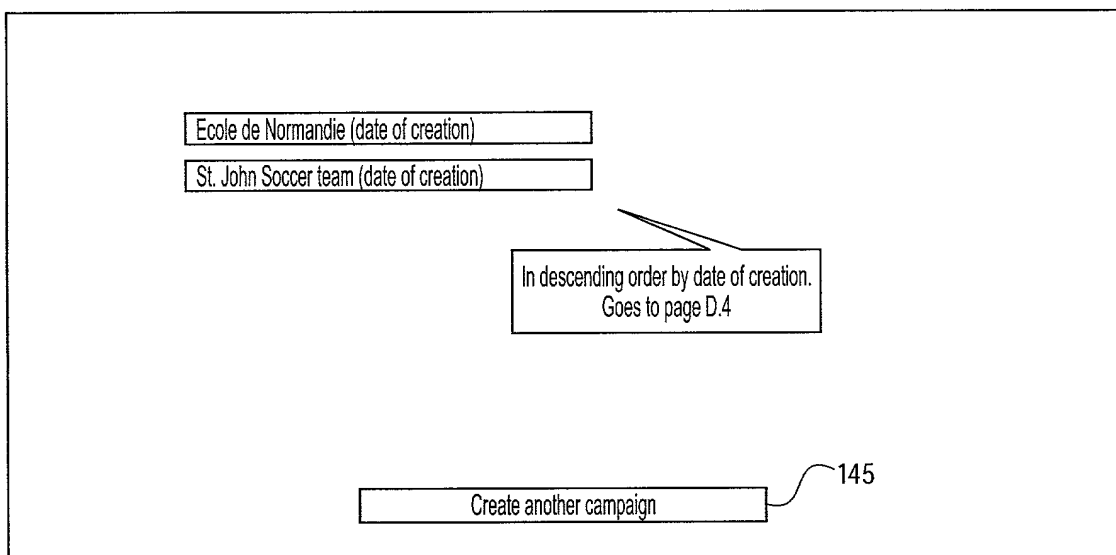 Ecole de Normandie (date of creation)
St. John Soccer team (date of creation)
In descending order by date of creation.
Goes to page D.4
145
Create another campaign